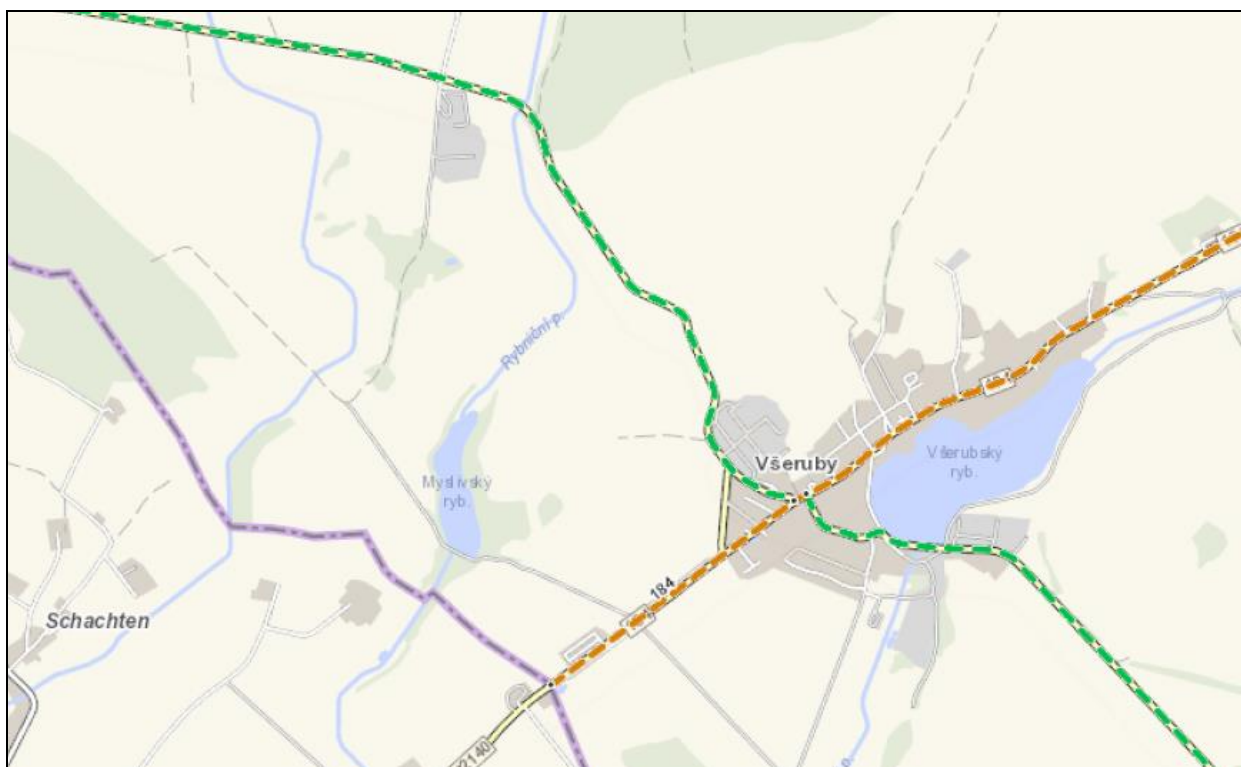 Rybniční p.
Všeruby
Všerubský
ryb.
Myslivský
ryb.
184
Schachten
2140